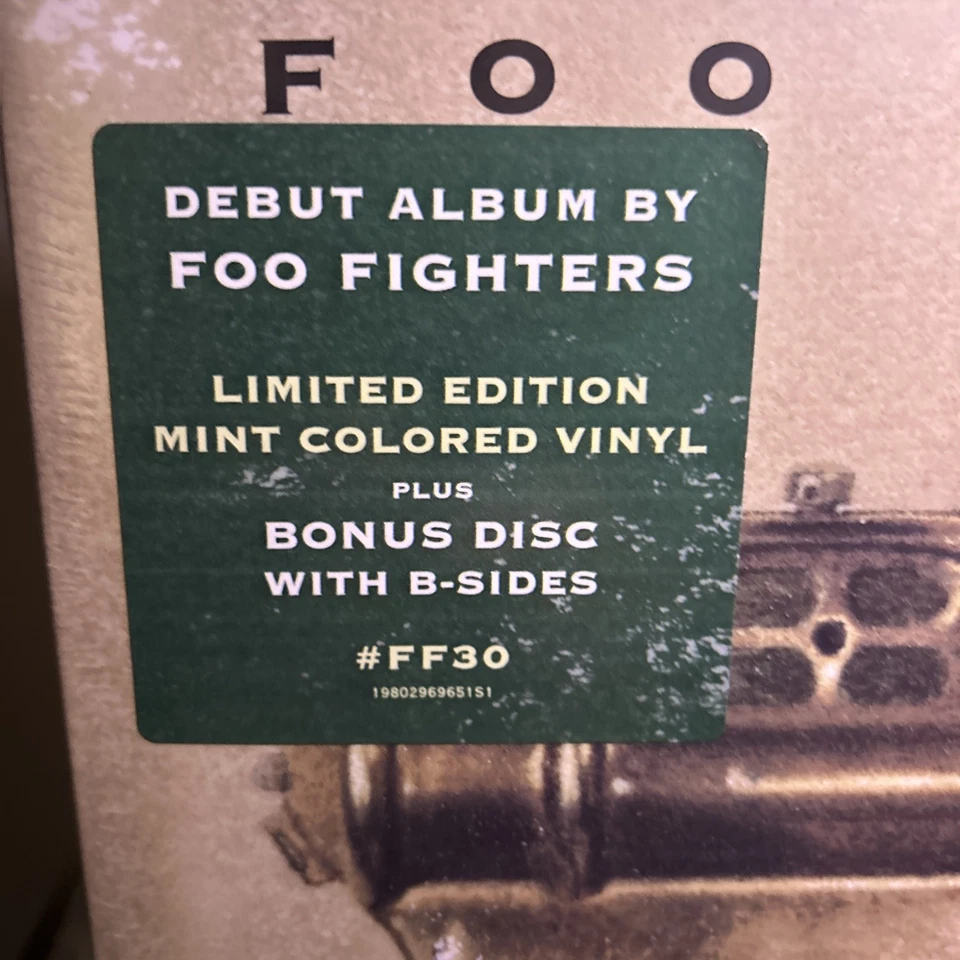 FOO
DEBUT ALBUM BY
FOO FIGHTERS
LIMITED EDITION
MINT COLORED VINYL
PLUS
BONUS DISC
WITH B-SIDES
#FF30
19802969651S1